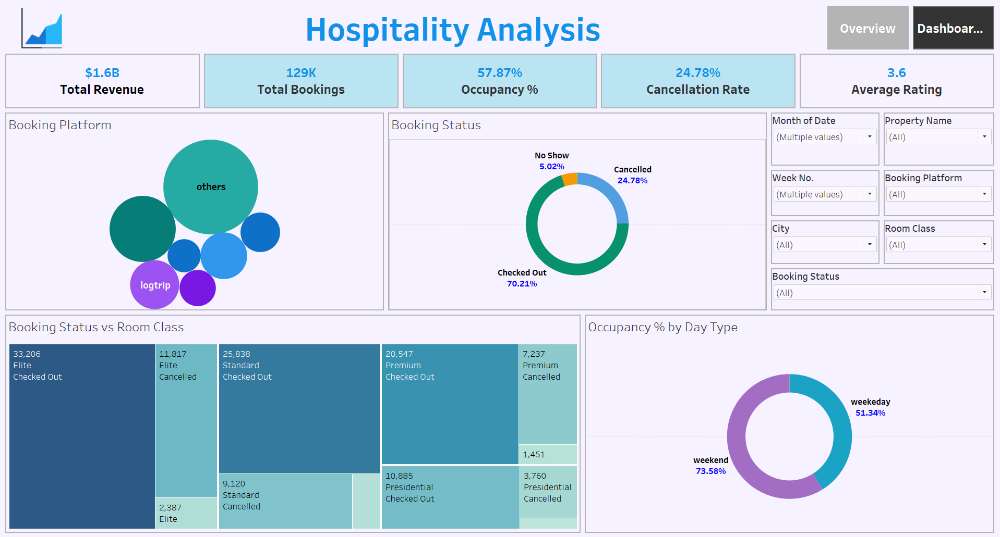 Hospitality Analysis
Overview
Dashboar...
$1.6B
Total Revenue
129K
Total Bookings
57.87%
Occupancy %
24.78%
Cancellation Rate
3.6
Average Rating
Booking Platform
others
logtrip
Booking Status
No Show
5.02%
Cancelled
24.78%
Checked Out
70.21%
Month of Date
(Multiple values)
Property Name
(All)
Week No.
(Multiple values)
Booking Platform
(All)
City
(All)
Room Class
(All)
Booking Status
(All)
Booking Status vs Room Class
33,206
Elite
Checked Out
11,817
Elite
Cancelled
2,387
Elite
25,838
Standard
Checked Out
9,120
Standard
Cancelled
20,547
Premium
Checked Out
7,237
Premium
Cancelled
1,451
10,885
Presidential
Checked Out
3,760
Presidential
Cancelled
Occupancy % by Day Type
weekeday
51.34%
weekend
73.58%